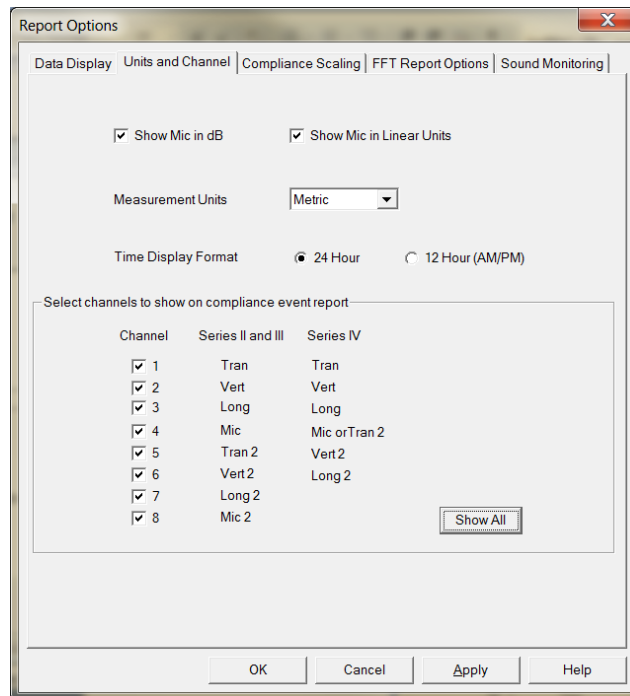 Report Options
Data Display Units and Channel Compliance Scaling FFT Report Options Sound Monitoring
Show Mic in dB Show Mic in Linear Units
Measurement Units Metric
Time Display Format 24 Hour 12 Hour (AM/PM)
Select channels to show on compliance event report
Channel Series II and III Series IV
1 Tran Tran
2 Vert Vert
3 Long Long
4 Mic Mic orTran 2
5 Tran 2 Vert 2
6 Vert 2 Long 2
7 Long 2
8 Mic 2
Show All
OK Cancel Apply Help